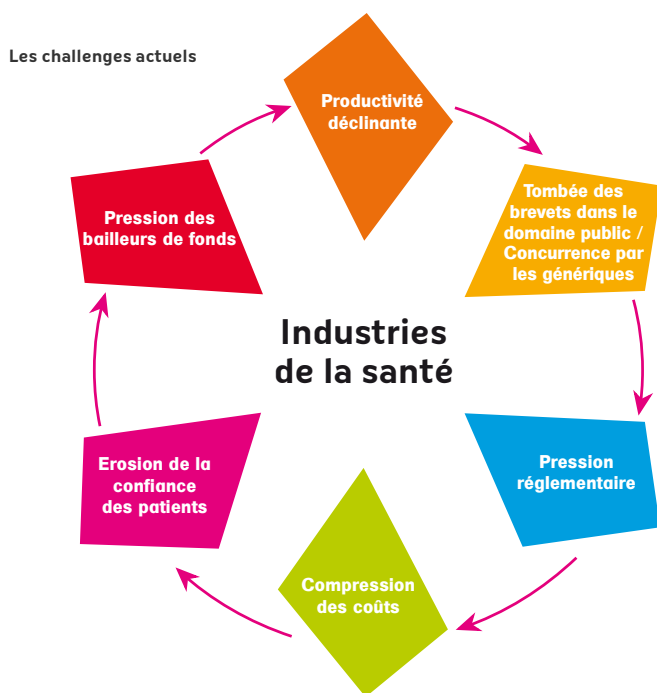 Les challenges actuels
Productivité
déclinante
Tombée des
brevets dans le
domaine public /
Concurrence par
les génériques
Pression
réglementaire
Compression
des coûts
Erosion de la
confiance
des patients
Pression des
bailleurs de fonds
Industries
de la santé